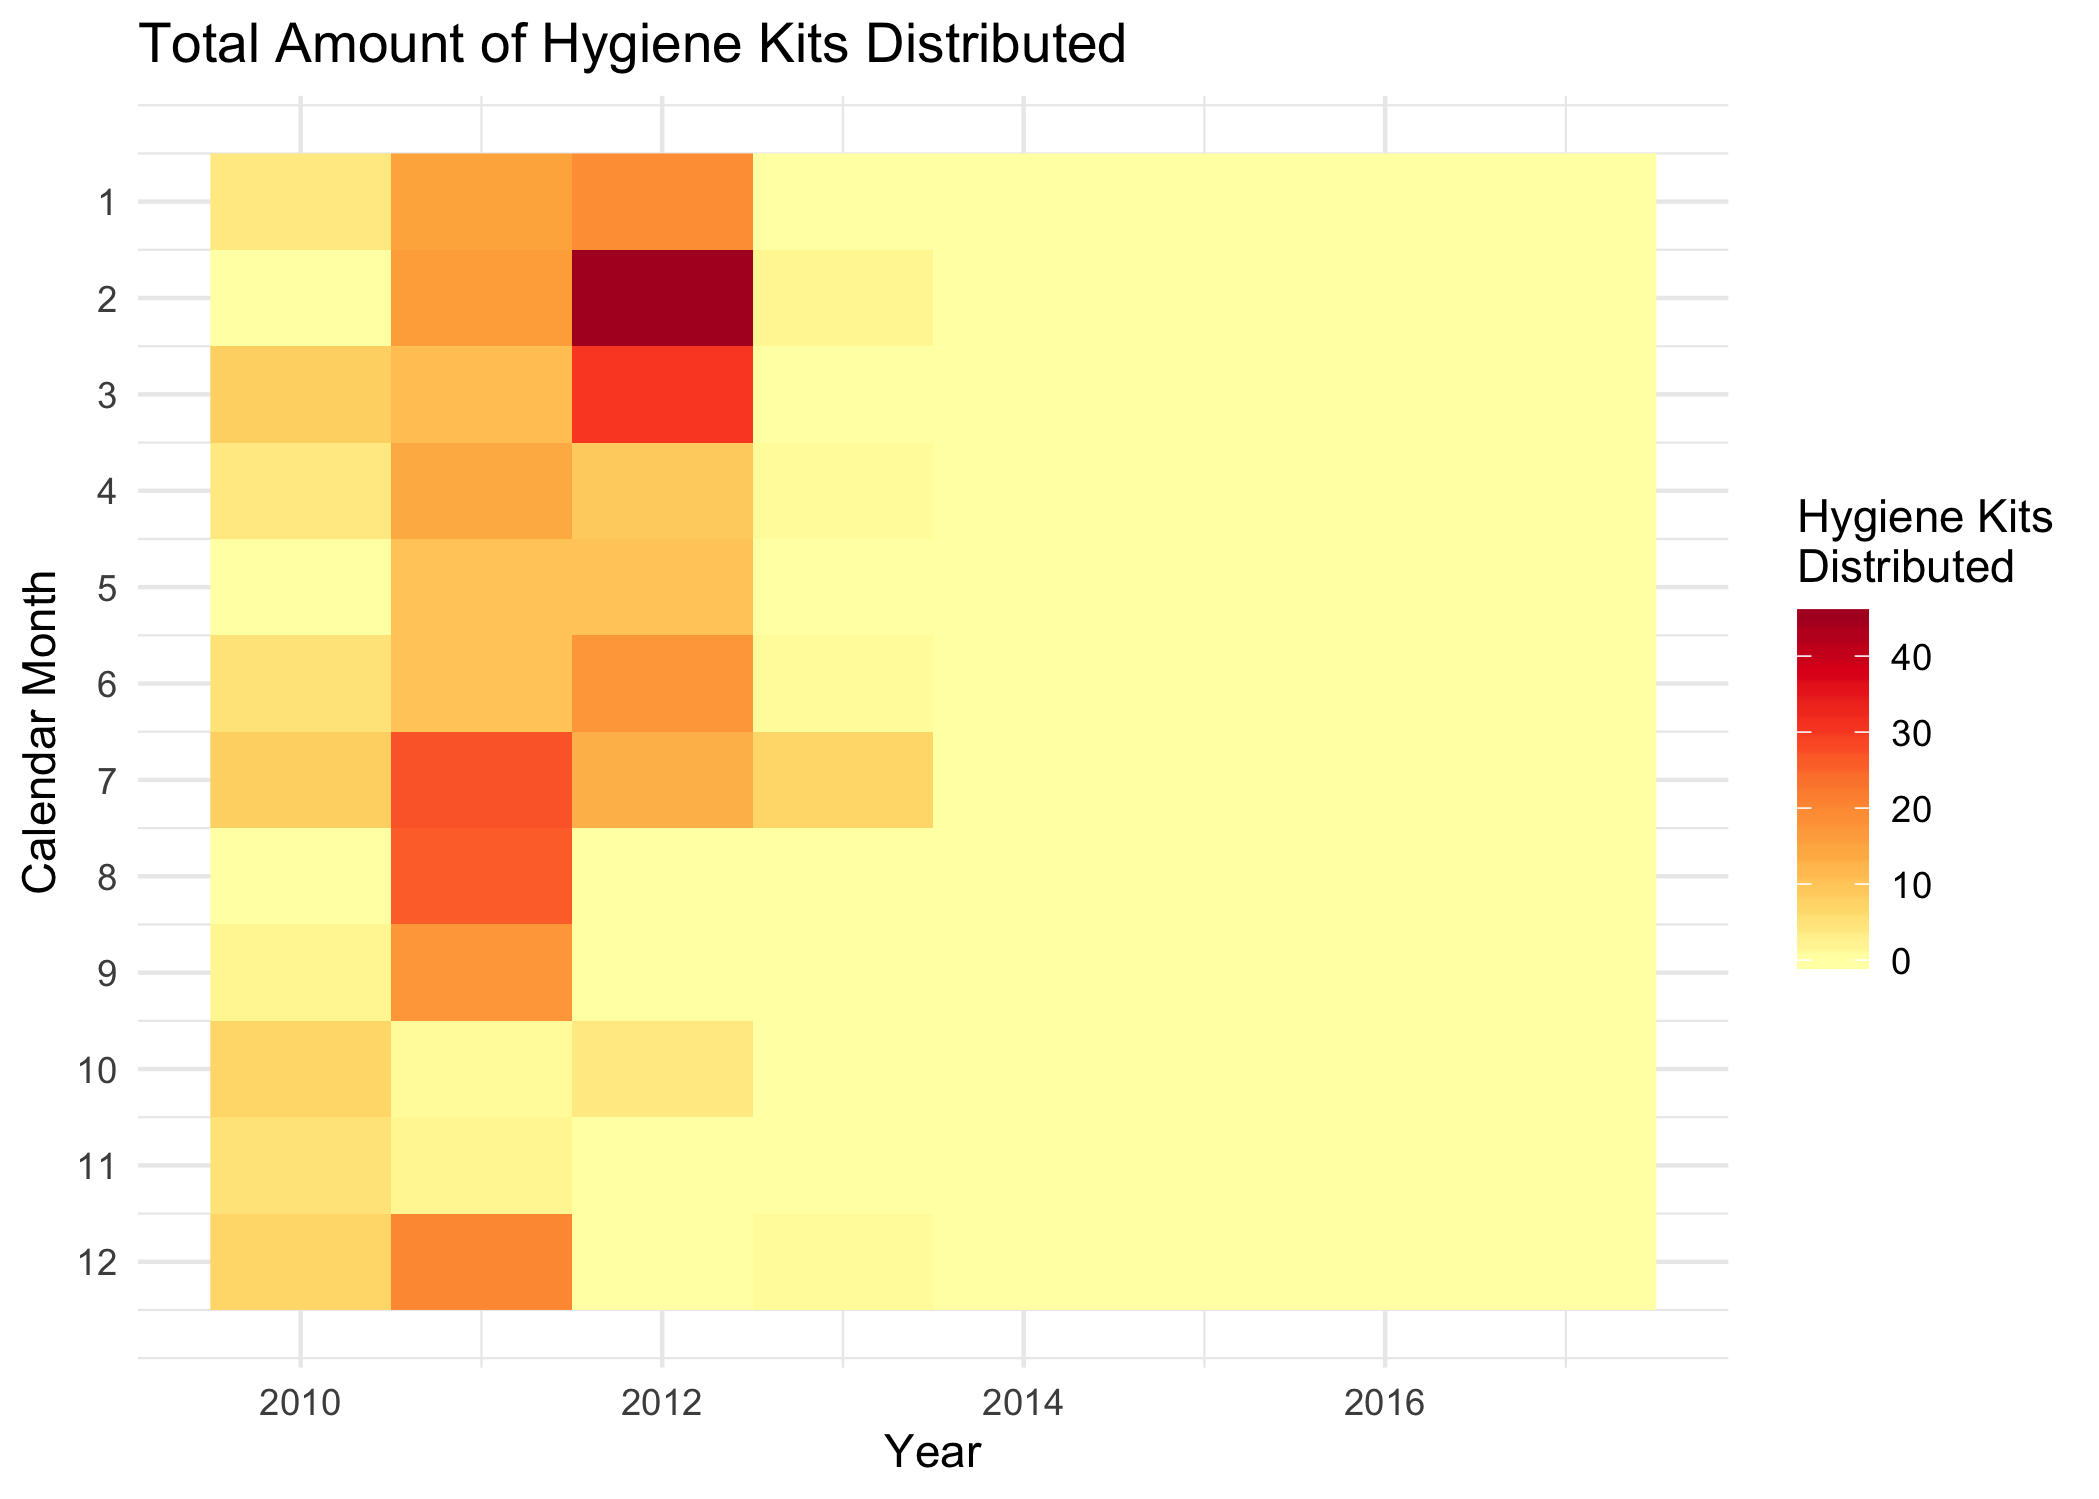 Total Amount of Hygiene Kits Distributed
1
2
3
4
5
6
7
8
9
10
11
12
Calendar Month
2010 2012 2014 2016
Year
Hygiene Kits
Distributed
40
30
20
10
0